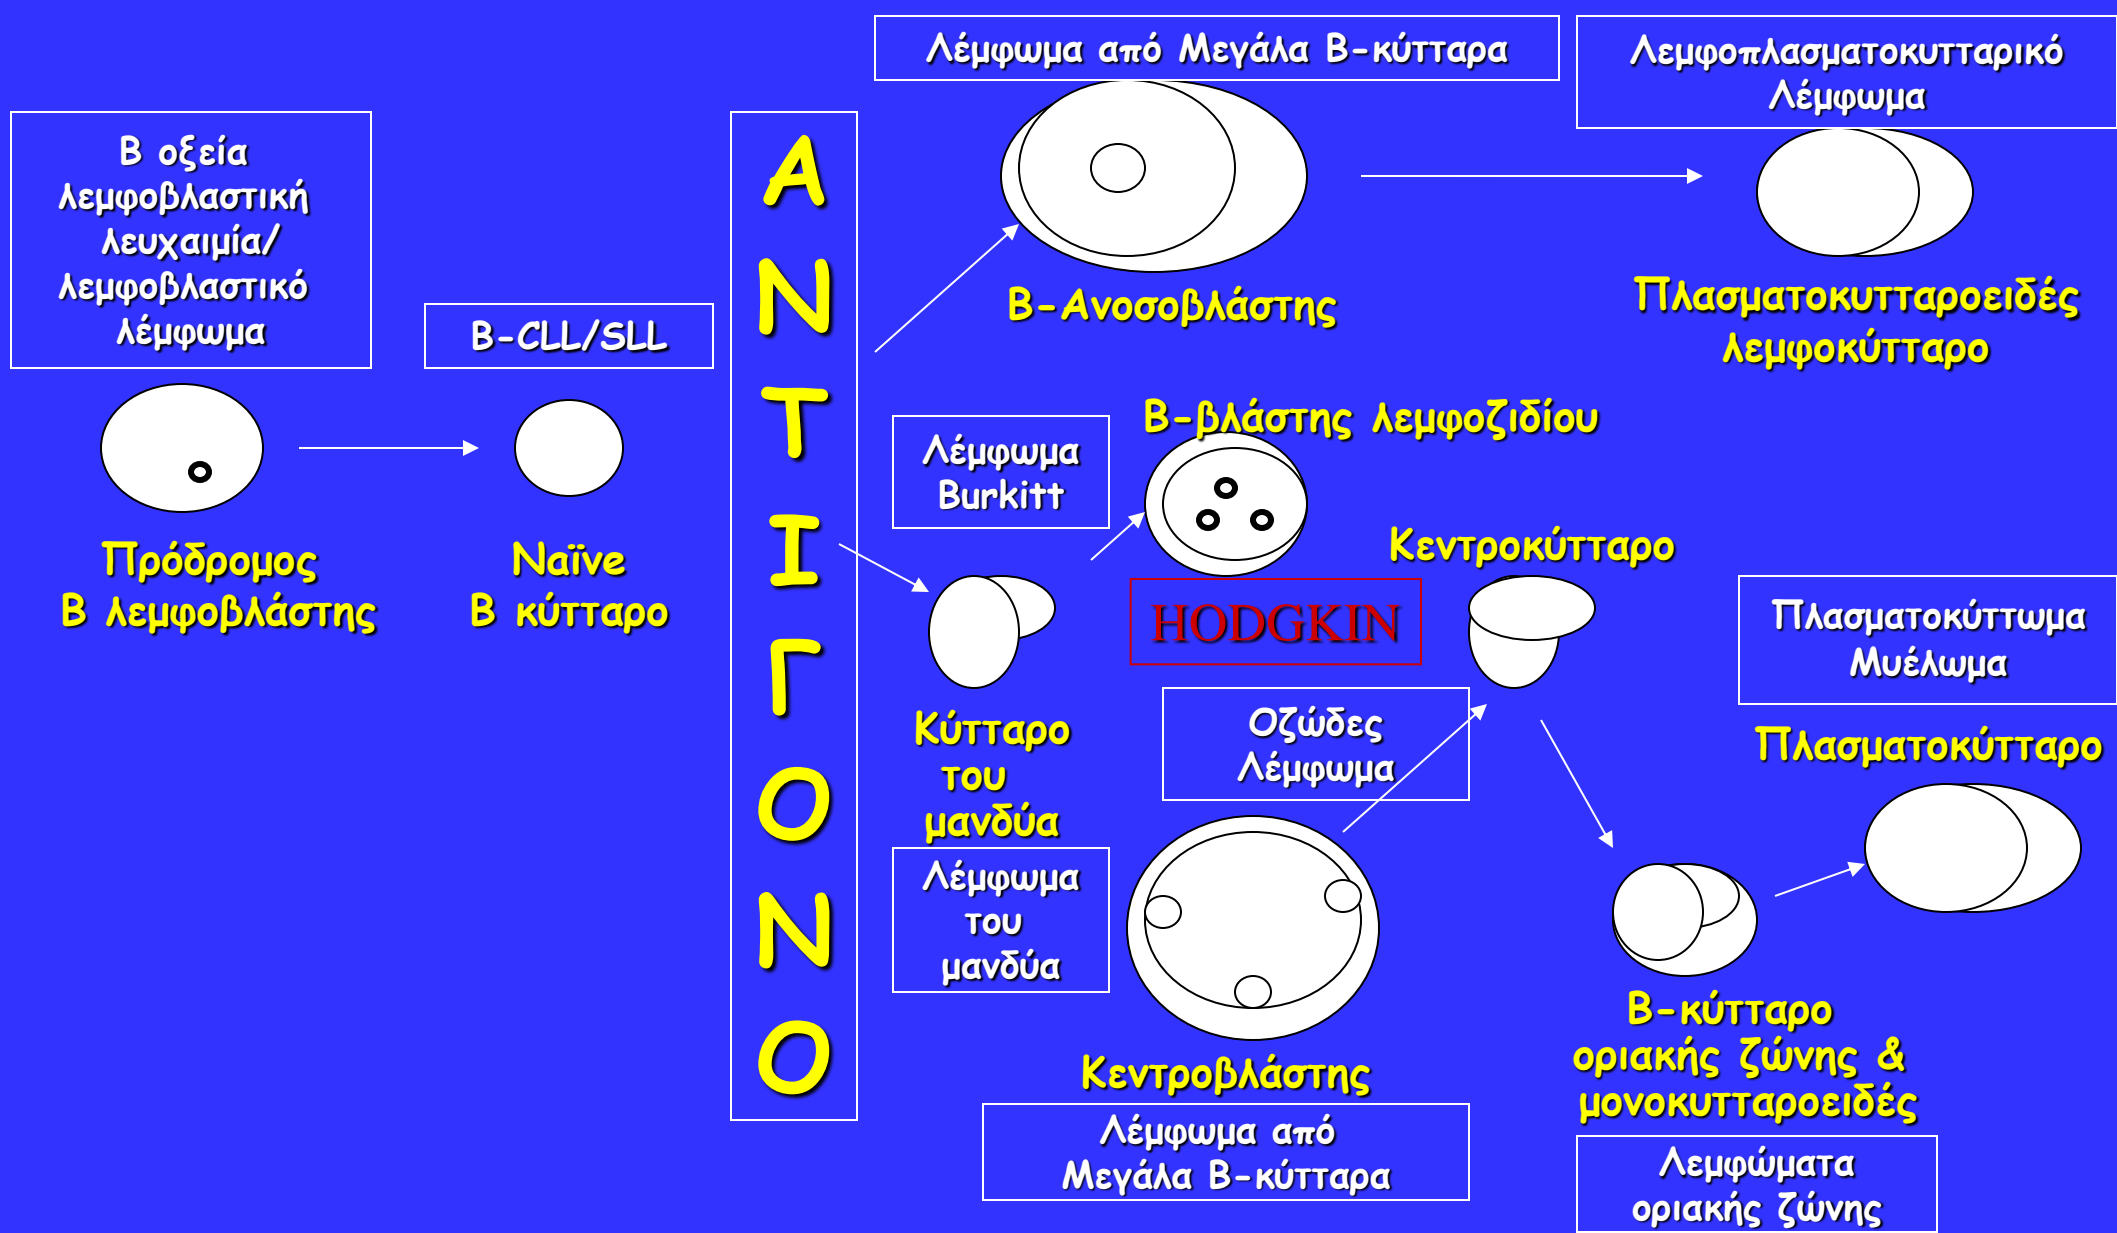 Λέμφωμα από Μεγάλα Β-κύτταρα
Λεμφοπλασματοκυτταρικό
Λέμφωμα
Β οξεία
λεμφοβλαστική
λευχαιμία/
λεμφοβλαστικό
λέμφωμα
B-CLL/SLL
Πρόδρομος
Β λεμφοβλάστης
Naïve
Β κύτταρο
Α
Ν
Τ
Ι
Γ
Ο
Ν
Ο
Β-Ανοσοβλάστης
Πλασματοκυτταροειδές
λεμφοκύτταρο
Β-βλάστης λεμφοζιδίου
Λέμφωμα
Burkitt
Κεντροκύτταρο
HODGKIN
Πλασματοκύττωμα
Μυέλωμα
Πλασματοκύτταρο
Κύτταρο
του
μανδύα
Οζώδες
Λέμφωμα
Λέμφωμα
του
μανδύα
Κεντροβλάστης
Λέμφωμα από
Μεγάλα Β-κύτταρα
Β-κύτταρο
οριακής ζώνης &
μονοκυτταροειδές
Λεμφώματα
οριακής ζώνης